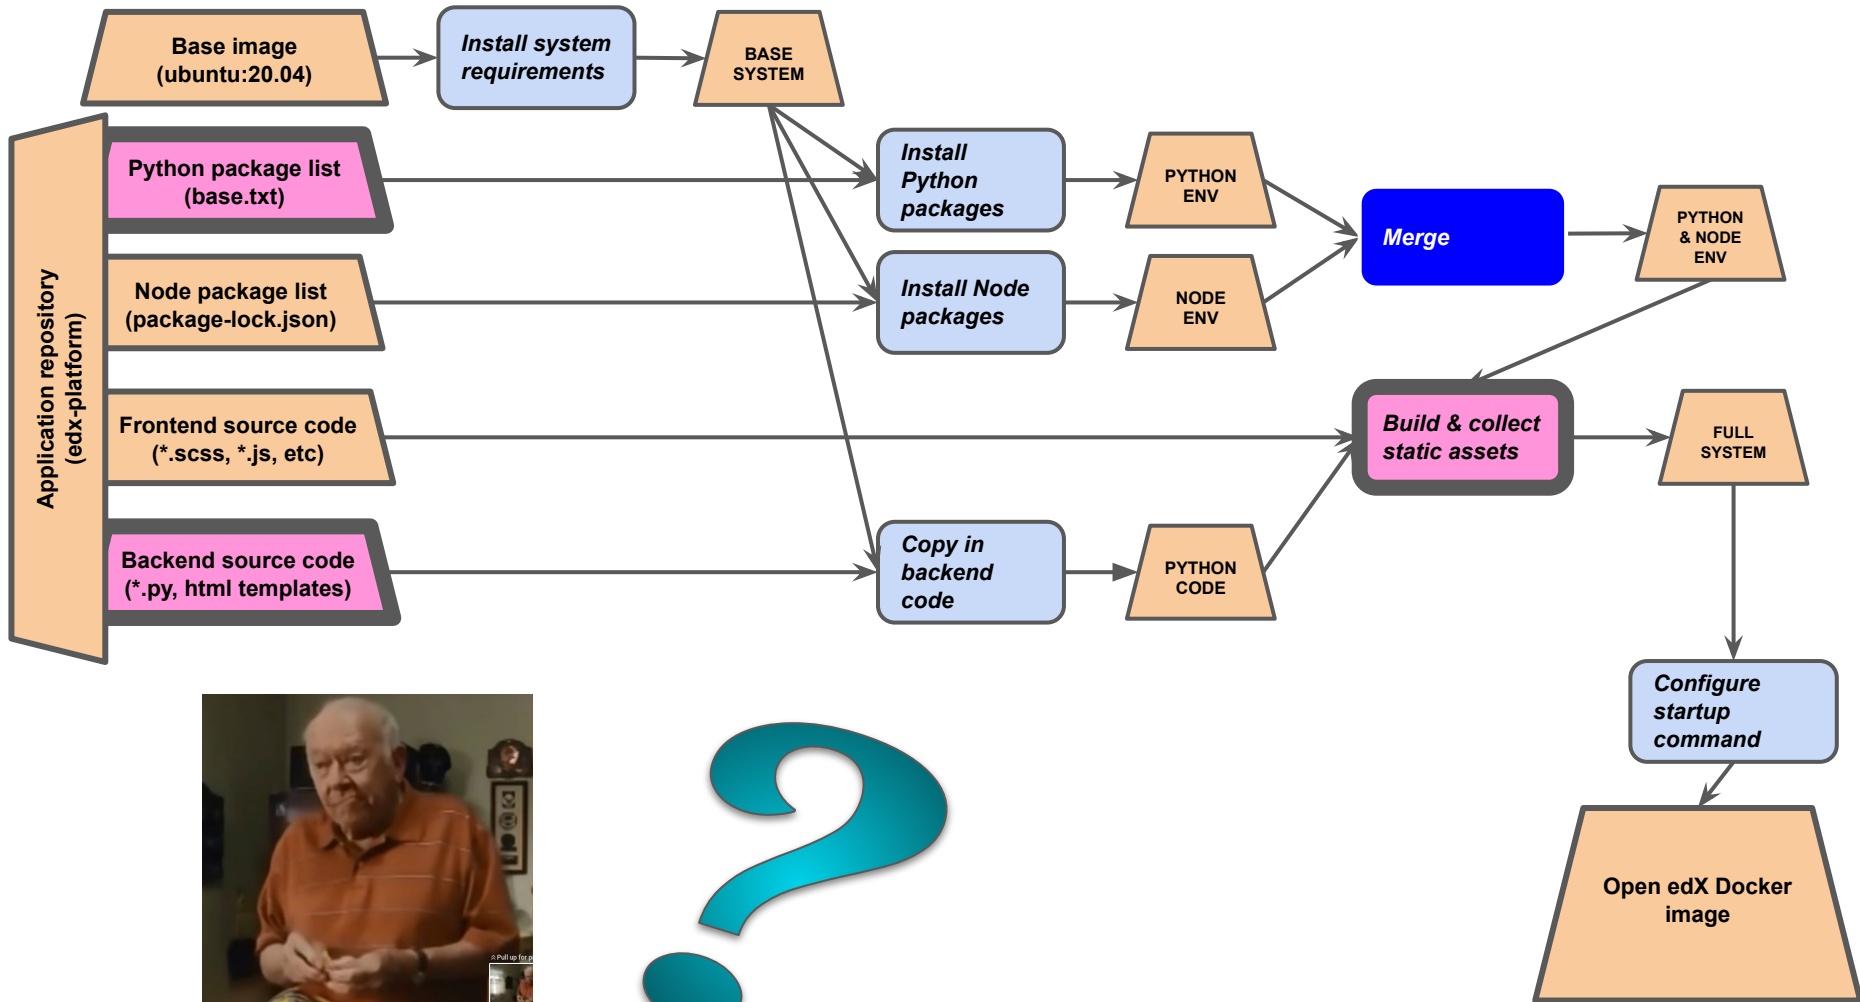 Base image
(ubuntu:20.04)
Install system
requirements
BASE
SYSTEM
Application repository
(edx-platform)
Python package list
(base.txt)
Install
Python
packages
PYTHON
ENV
Merge
PYTHON
& NODE
ENV
Node package list
(package-lock.json)
Install Node
packages
NODE
ENV
Frontend source code
(*.scss, *.js, etc)
Build & collect
static assets
FULL
SYSTEM
Backend source code
(*.py, html templates)
Copy in
backend
code
PYTHON
CODE
Configure
startup
command
Open edX Docker
image
?
Pull up for